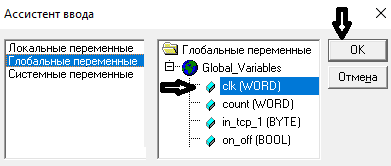 Ассистент ввода
Локальные переменные
Глобальные переменные
Системные переменные
Глобальные переменные
Global_Variables
clk (WORD)
count (WORD)
in_tcp_1 (BYTE)
on_off (BOOL)
OK
Отмена